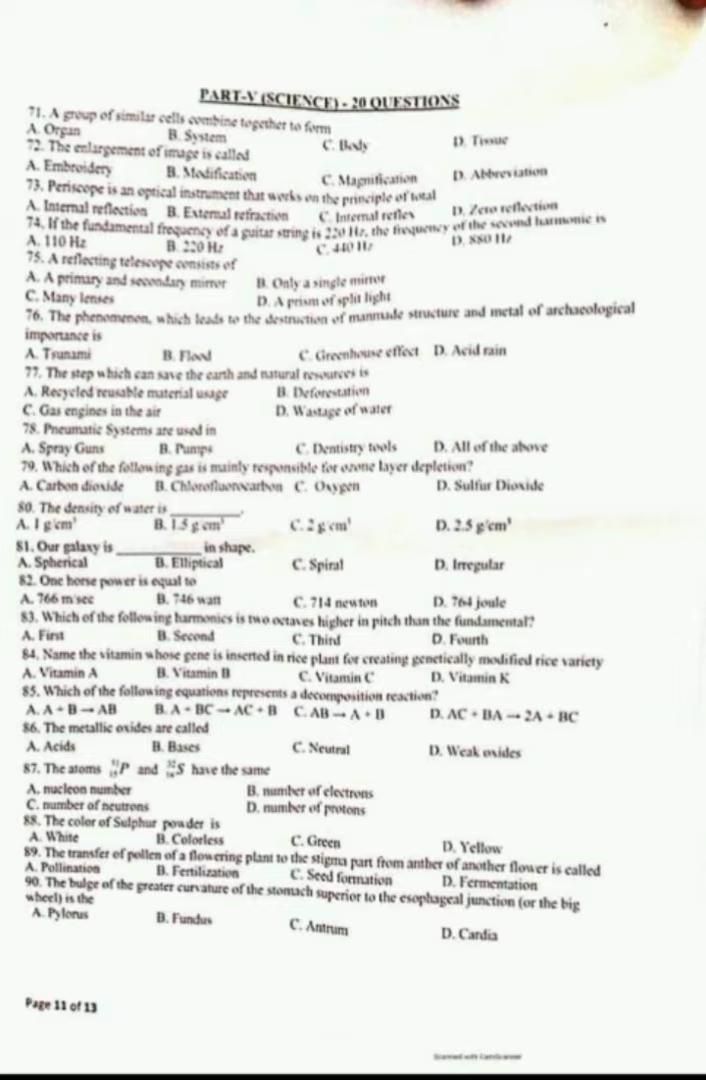 PART-V (SCIENCE) - 20 QUESTIONS
71. A group of similar cells combine together to form
A. Organ B. System C. Body D. Tissue
72. The enlargement of image is called
A. Embroidery B. Modification C. Magnification D. Abbreviation
73. Periscope is an optical instrument that works on the principle of total
A. Internal reflection B. External refraction C. Internal reflex D. Zero reflection
74. If the fundamental frequency of a guitar string is 220 Hz, the frequency of the second harmonic is
A. 110 Hz B. 220 Hz C. 440 Hz D. 880 Hz
75. A reflecting telescope consists of
A. A primary and secondary mirror B. Only a single mirror
C. Many lenses D. A prism of split light
76. The phenomenon, which leads to the destruction of manmade structure and metal of archaeological
importance is
A. Tsunami B. Flood C. Greenhouse effect D. Acid rain
77. The step which can save the earth and natural resources is
A. Recycled reusable material usage B. Deforestation
C. Gas engines in the air D. Wastage of water
78. Pneumatic Systems are used in
A. Spray Guns B. Pumps C. Dentistry tools D. All of the above
79. Which of the following gas is mainly responsible for ozone layer depletion?
A. Carbon dioxide B. Chlorofluorocarbon C. Oxygen D. Sulfur Dioxide
80. The density of water is __________.
A. 1 g/cm³ B. 1.5 g cm³ C. 2 g cm³ D. 2.5 g/cm³
81. Our galaxy is ____________ in shape.
A. Spherical B. Elliptical C. Spiral D. Irregular
82. One horse power is equal to
A. 766 m/sec B. 746 watt C. 714 newton D. 764 joule
83. Which of the following harmonics is two octaves higher in pitch than the fundamental?
A. First B. Second C. Third D. Fourth
84. Name the vitamin whose gene is inserted in rice plant for creating genetically modified rice variety
A. Vitamin A B. Vitamin B C. Vitamin C D. Vitamin K
85. Which of the following equations represents a decomposition reaction?
A. A + B → AB B. A + BC → AC + B C. AB → A + B D. AC + BA → 2A + BC
86. The metallic oxides are called
A. Acids B. Bases C. Neutral D. Weak oxides
87. The atoms P and S have the same
A. nucleon number B. number of electrons
C. number of neutrons D. number of protons
88. The color of Sulphur powder is
A. White B. Colorless C. Green D. Yellow
89. The transfer of pollen of a flowering plant to the stigma part from anther of another flower is called
A. Pollination B. Fertilization C. Seed formation D. Fermentation
90. The bulge of the greater curvature of the stomach superior to the esophageal junction (or the big
wheel) is the
A. Pylorus B. Fundus C. Antrum D. Cardia
Page 11 of 13
Scanned with CamScanner